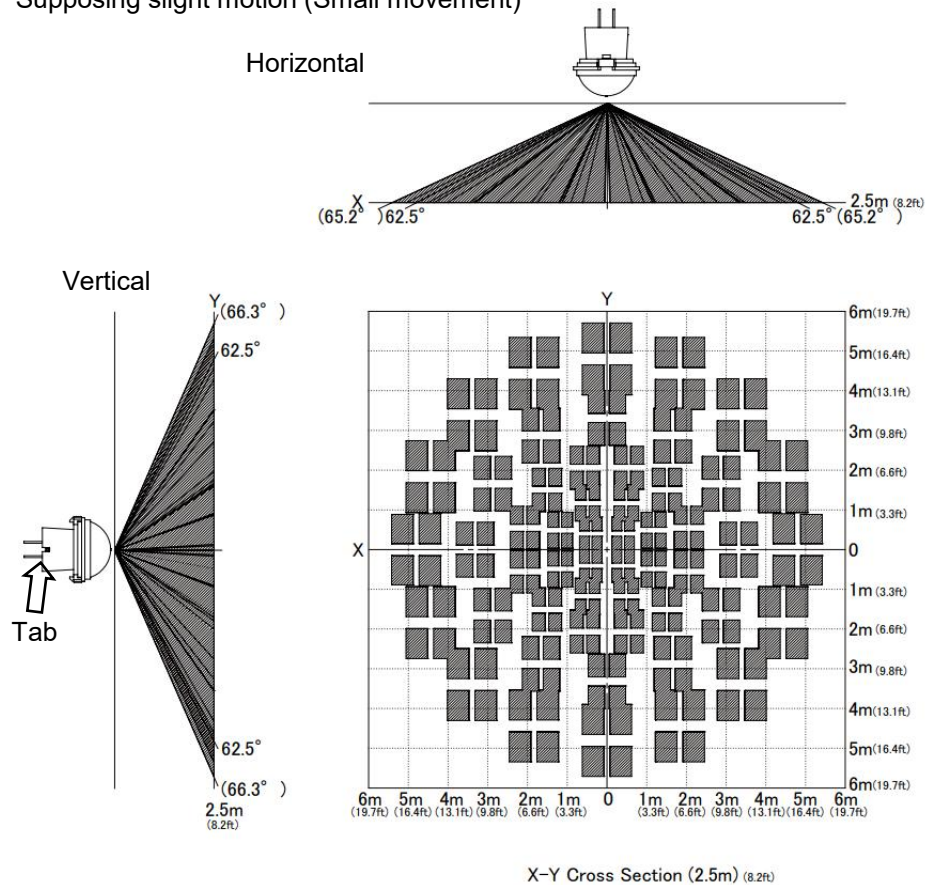 Supposing slight motion (Small movement)
Horizontal
X
2.5m (8.2ft)
(65.2° )62.5°
62.5°(65.2° )
Vertical
Y
(66.3° )
62.5°
Tab
62.5°
(66.3° )
2.5m
(8.2ft)
Y
6m(19.7ft)
5m(16.4ft)
4m(13.1ft)
3m (9.8ft)
2m (6.6ft)
1m (3.3ft)
X
0
1m (3.3ft)
2m (6.6ft)
3m (9.8ft)
4m(13.1ft)
5m(16.4ft)
6m(19.7ft)
6m 5m 4m 3m 2m 1m 0 1m 2m 3m 4m 5m 6m
(19.7ft) (16.4ft) (13.1ft) (9.8ft) (6.6ft) (3.3ft) (3.3ft) (6.6ft) (9.8ft) (13.1ft) (16.4ft) (19.7ft)
X-Y Cross Section (2.5m) (8.2ft)